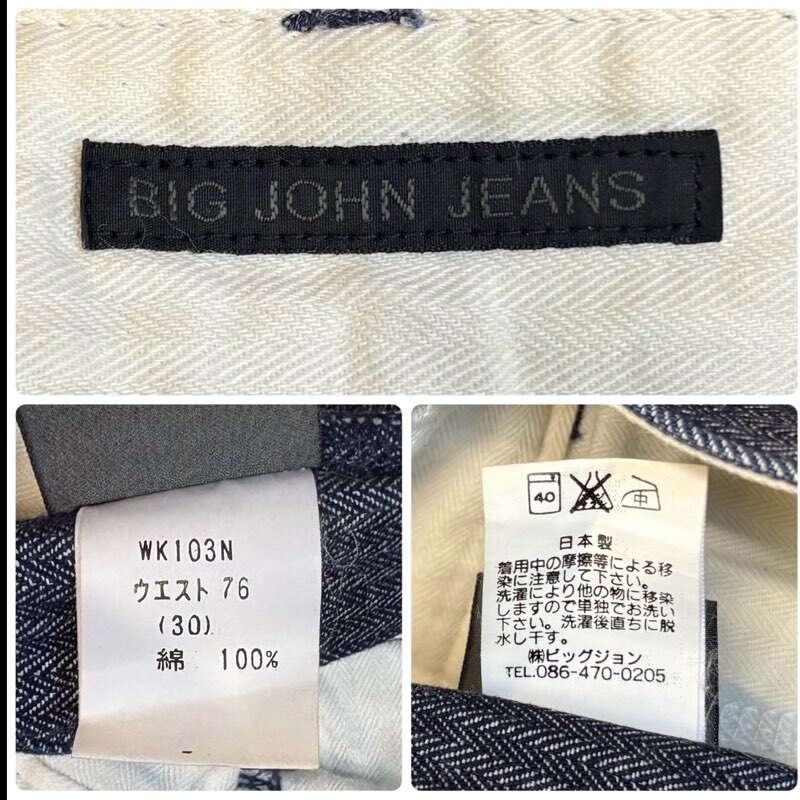 BIG JOHN JEANS
WK103N
ウエスト 76
(30)
綿 100%
40
中
日本製
着用中の摩擦等による移
染に注意して下さい。
洗濯により他の物に移染
しますので単独でお洗い
下さい。洗濯後直ちに脱
水し干す。
㈱ビッグジョン
TEL.086-470-0205